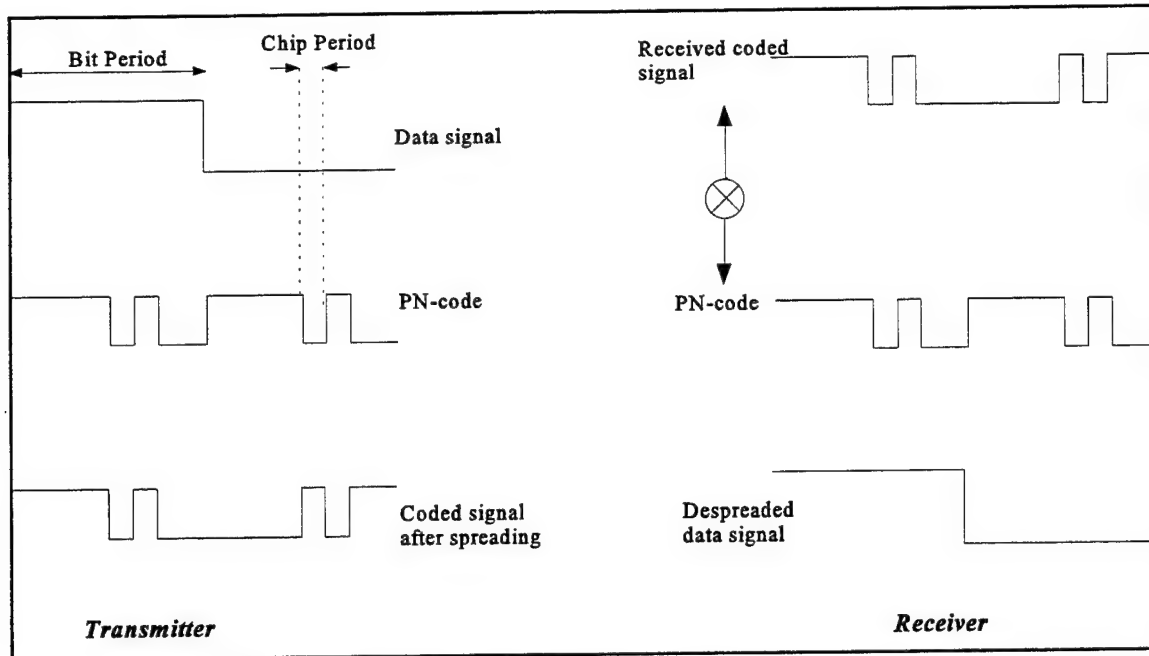 Bit Period
Chip Period
Data signal
PN-code
Coded signal
after spreading
Transmitter
Received coded
signal
PN-code
Despreaded
data signal
Receiver